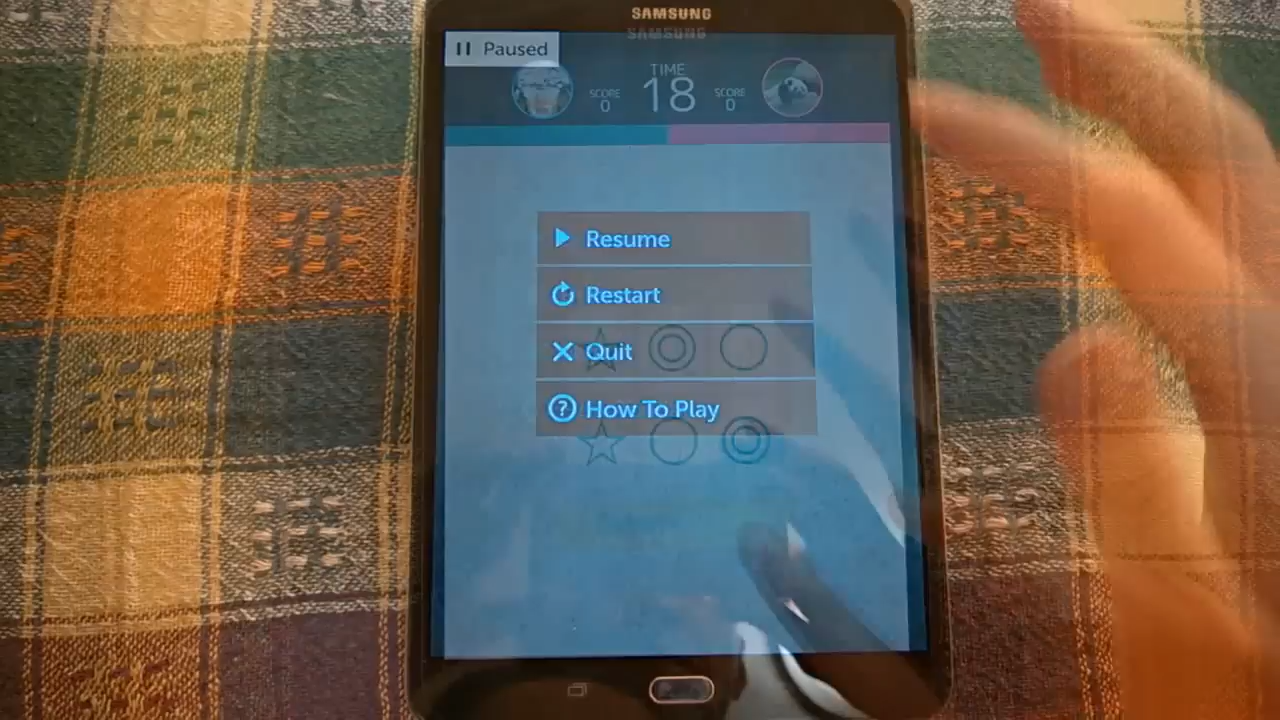 SAMSUNG
Paused
TIME
SCORE 18 SCORE
0 0
Resume
Restart
Quit
How To Play